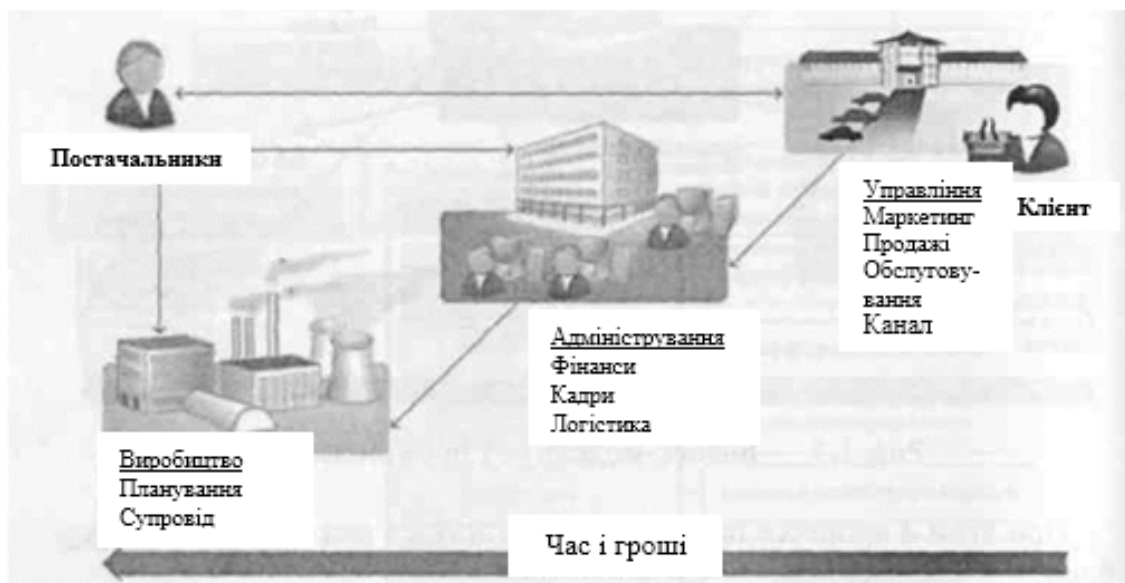 Постачальники
Управління
Маркетинг
Продажі
Обслугову-
вання
Канал
Клієнт
Адміністрування
Фінанси
Кадри
Логістика
Виробництво
Планування
Супровід
Час і гроші